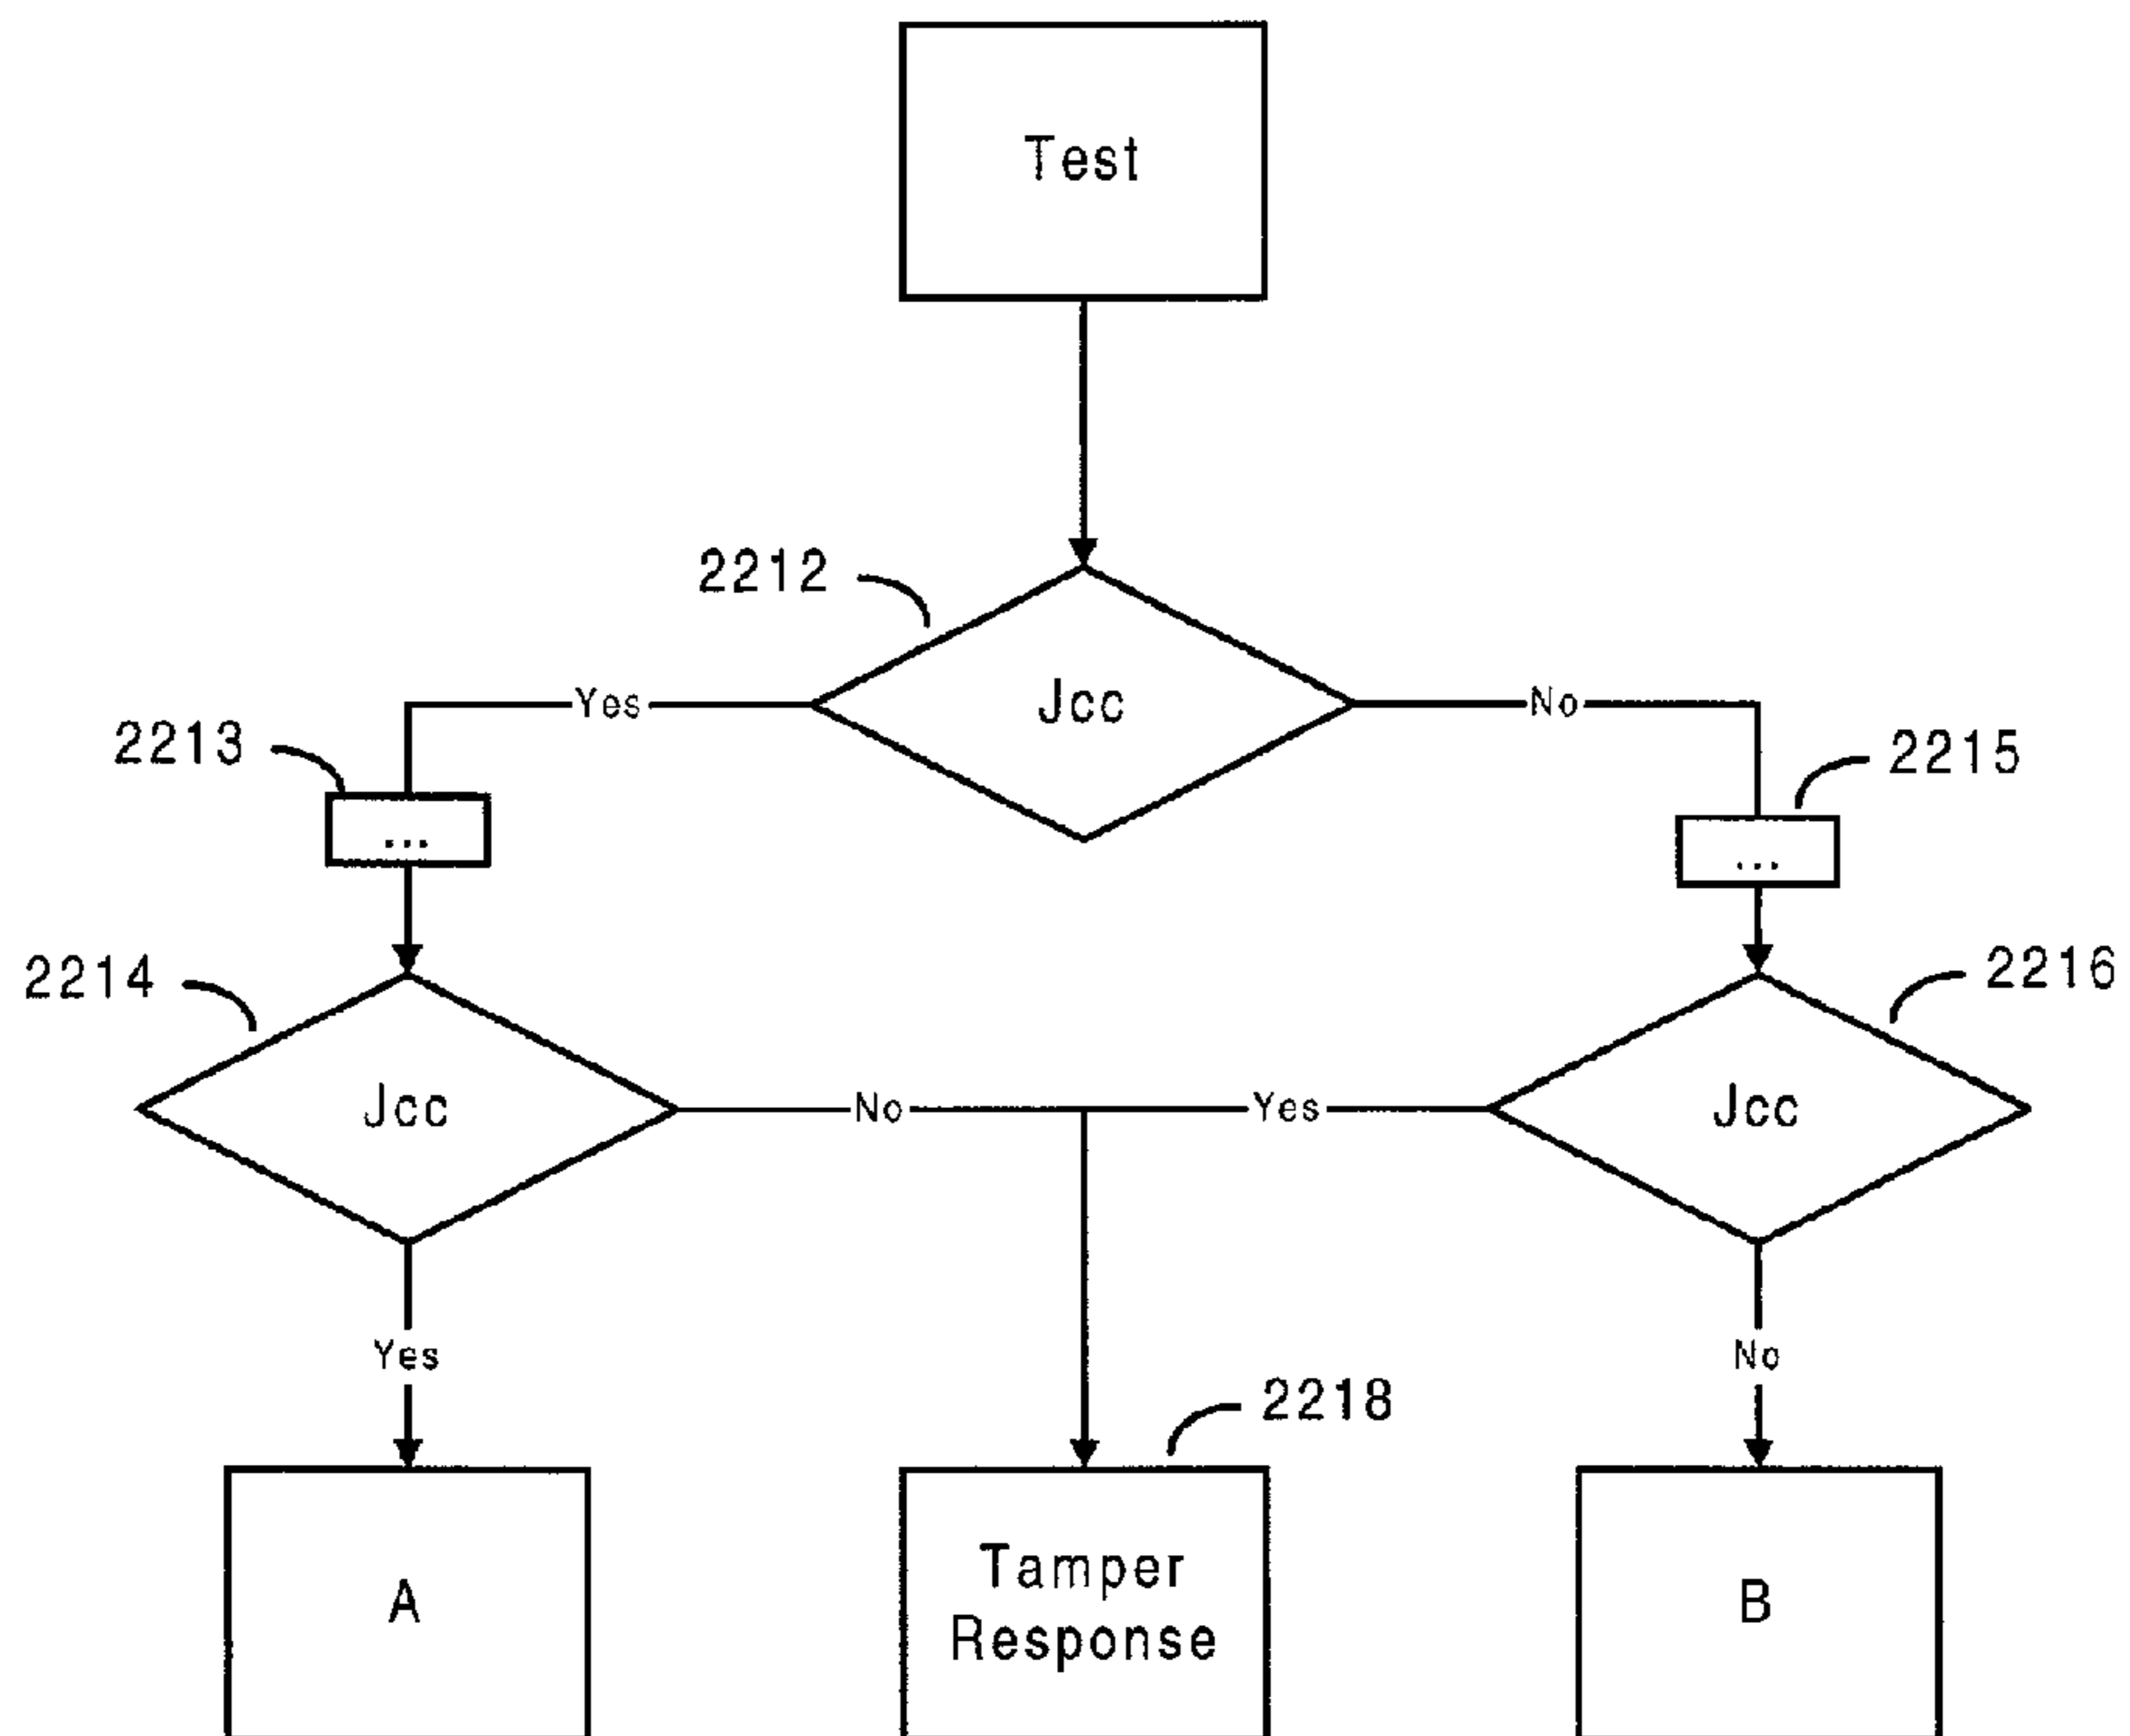 Test
2212
Jcc
Yes
No
2213
2215
...
...
2214
2216
Jcc
No
Yes
Jcc
Yes
No
2218
A
Tamper
Response
B